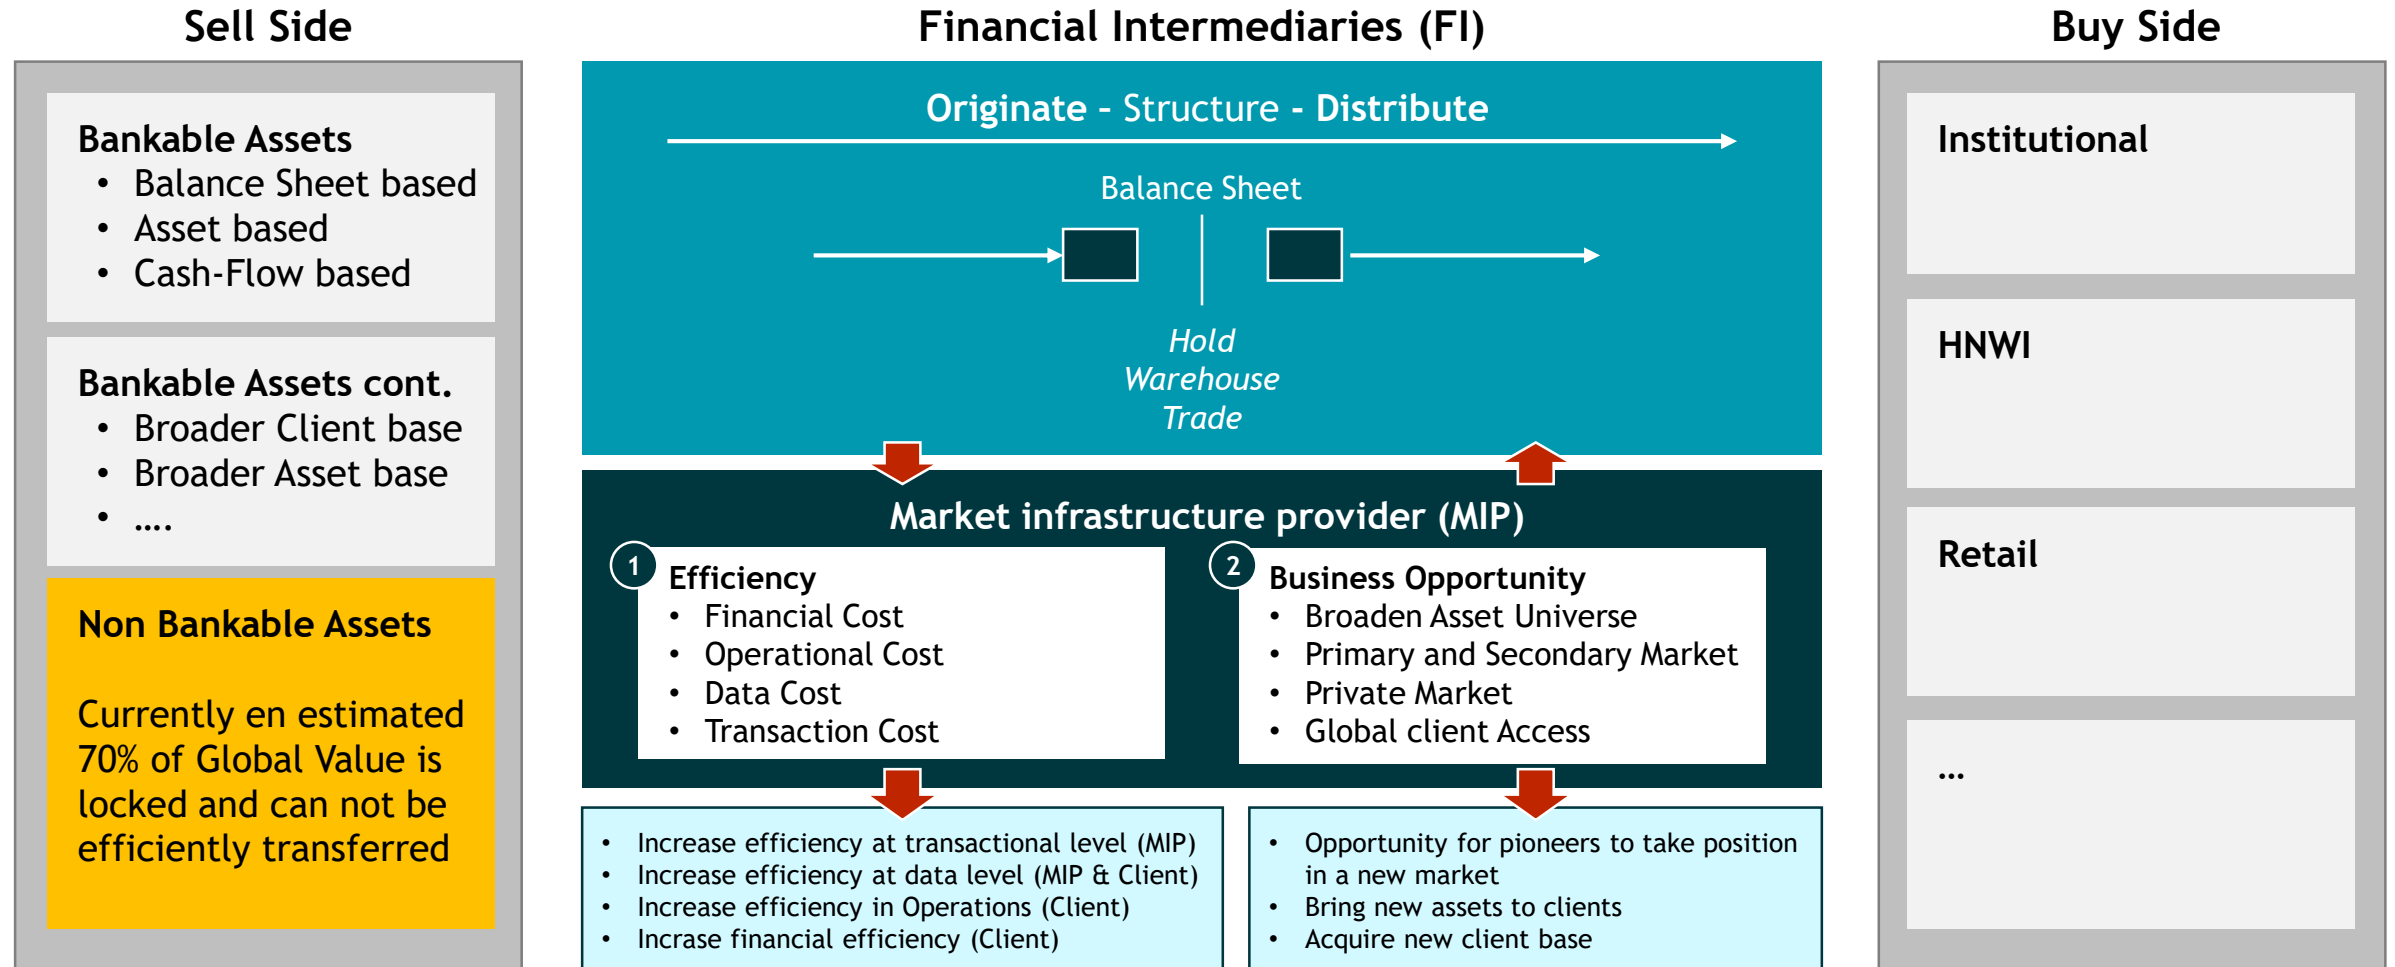 Sell Side
Bankable Assets
• Balance Sheet based
• Asset based
• Cash-Flow based
Bankable Assets cont.
• Broader Client base
• Broader Asset base
• ….
Non Bankable Assets
Currently en estimated
70% of Global Value is
locked and can not be
efficiently transferred
Financial Intermediaries (FI)
Originate – Structure - Distribute
Balance Sheet
Hold
Warehouse
Trade
Market infrastructure provider (MIP)
1
Efficiency
• Financial Cost
• Operational Cost
• Data Cost
• Transaction Cost
2
Business Opportunity
• Broaden Asset Universe
• Primary and Secondary Market
• Private Market
• Global client Access
• Increase efficiency at transactional level (MIP)
• Increase efficiency at data level (MIP & Client)
• Increase efficiency in Operations (Client)
• Incrase financial efficiency (Client)
• Opportunity for pioneers to take position
in a new market
• Bring new assets to clients
• Acquire new client base
Buy Side
Institutional
HNWI
Retail
…